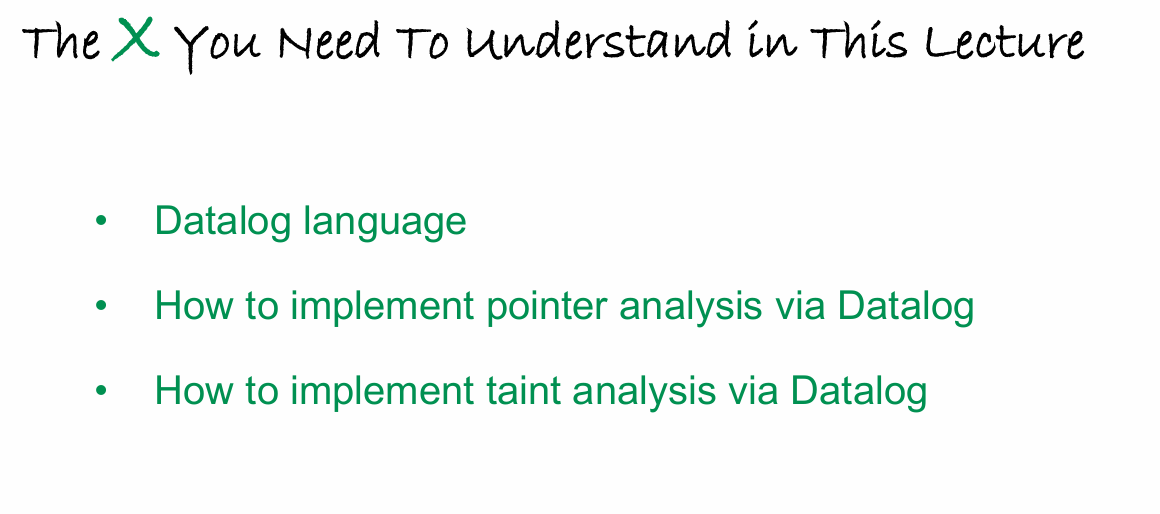 The X You Need To Understand in This Lecture
• Datalog language
• How to implement pointer analysis via Datalog
• How to implement taint analysis via Datalog